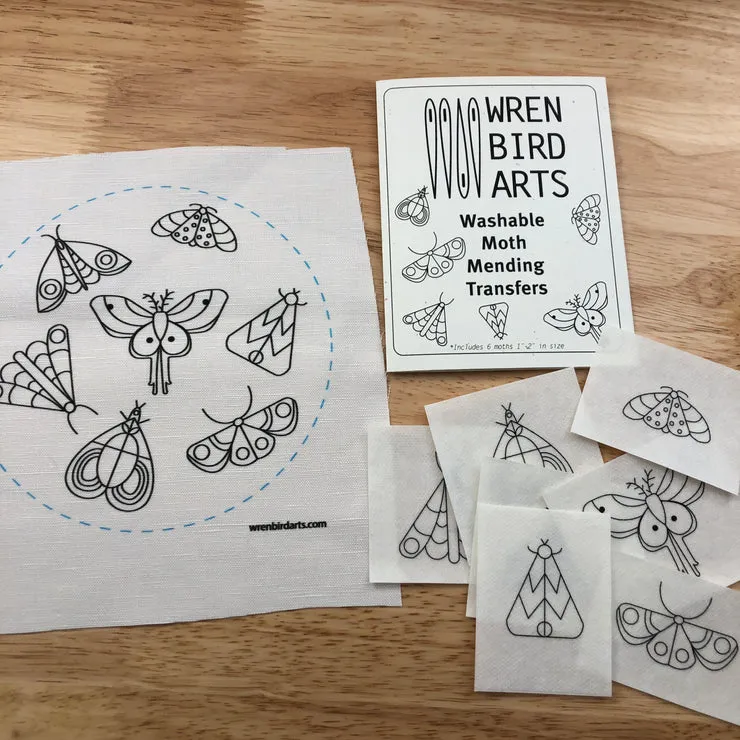 WREN
BIRD
ARTS
Washable
Moth
Mending
Transfers
*Includes 6 moths 1"-2" in size
wrenbirdarts.com